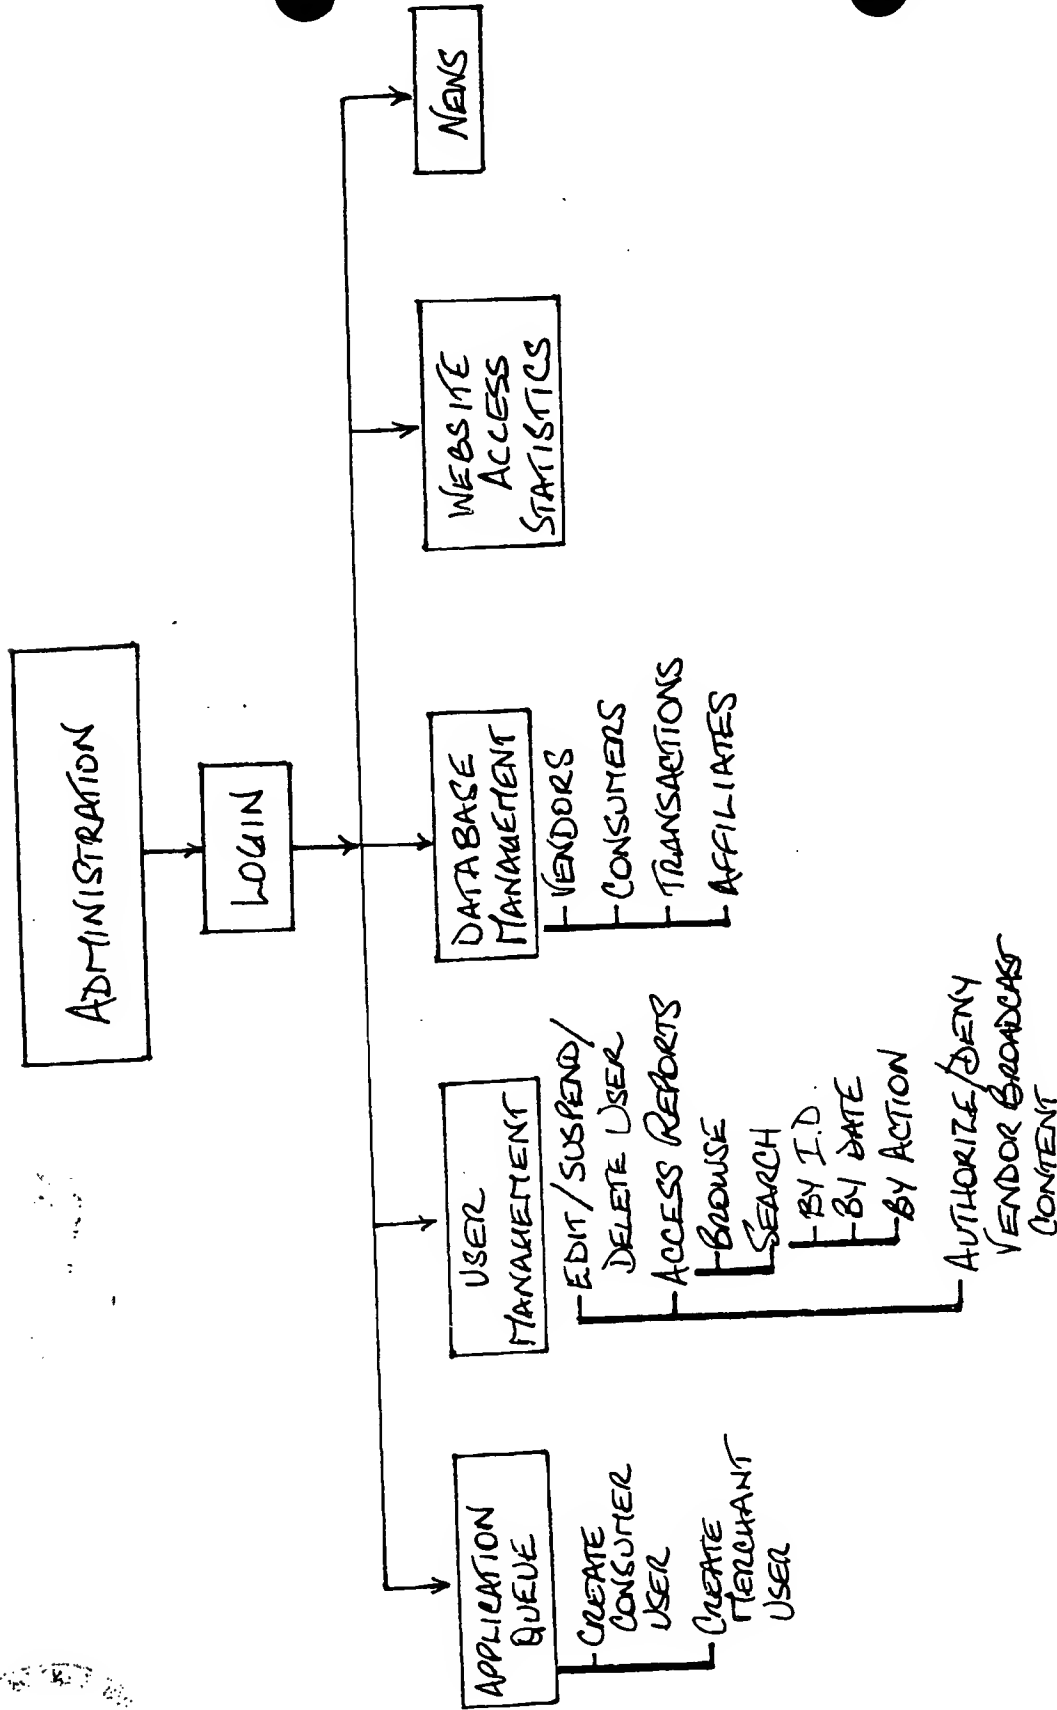 ADMINISTRATION
LOGIN
APPLICATION
QUEUE
CREATE
CONSUMER
USER
CREATE
MERCHANT
USER
USER
MANAGEMENT
EDIT/SUSPEND/
DELETE USER
ACCESS REPORTS
BROWSE
SEARCH
BY I.D
BY DATE
BY ACTION
AUTHORIZE/DENY
VENDOR BROADCAST
CONTENT
DATABASE
MANAGEMENT
VENDORS
CONSUMERS
TRANSACTIONS
AFFILIATES
WEBSITE
ACCESS
STATISTICS
NEWS